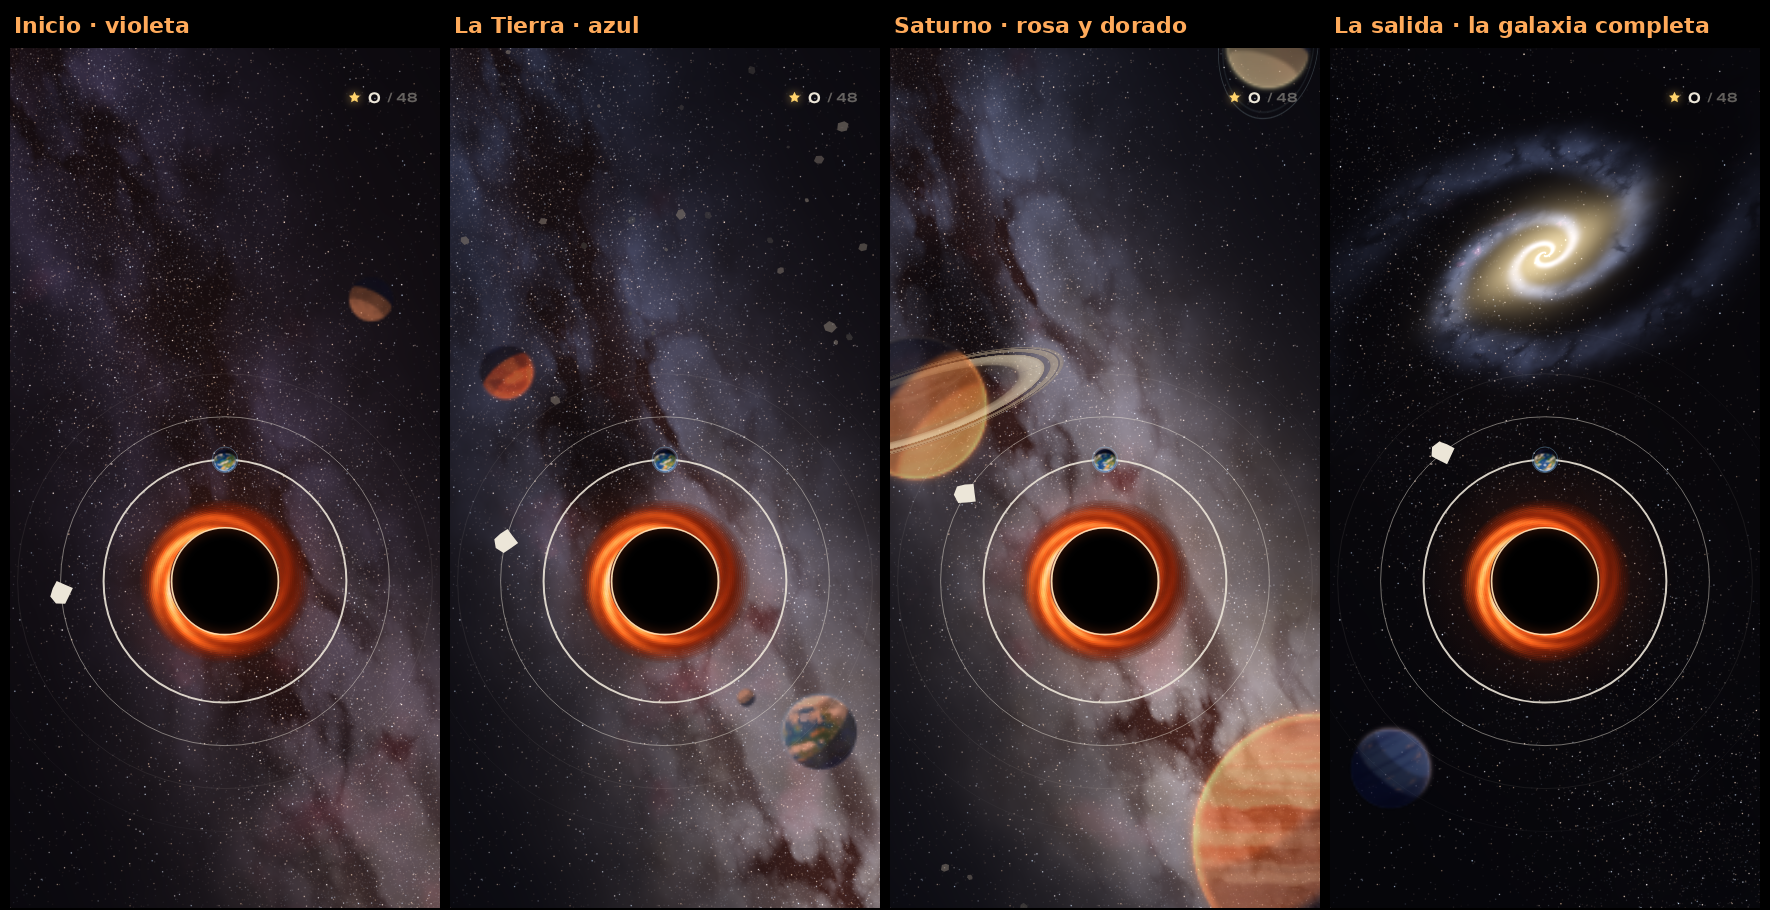 Inicio · violeta
★ 0 / 48
La Tierra · azul
★ 0 / 48
Saturno · rosa y dorado
★ 0 / 48
La salida · la galaxia completa
★ 0 / 48